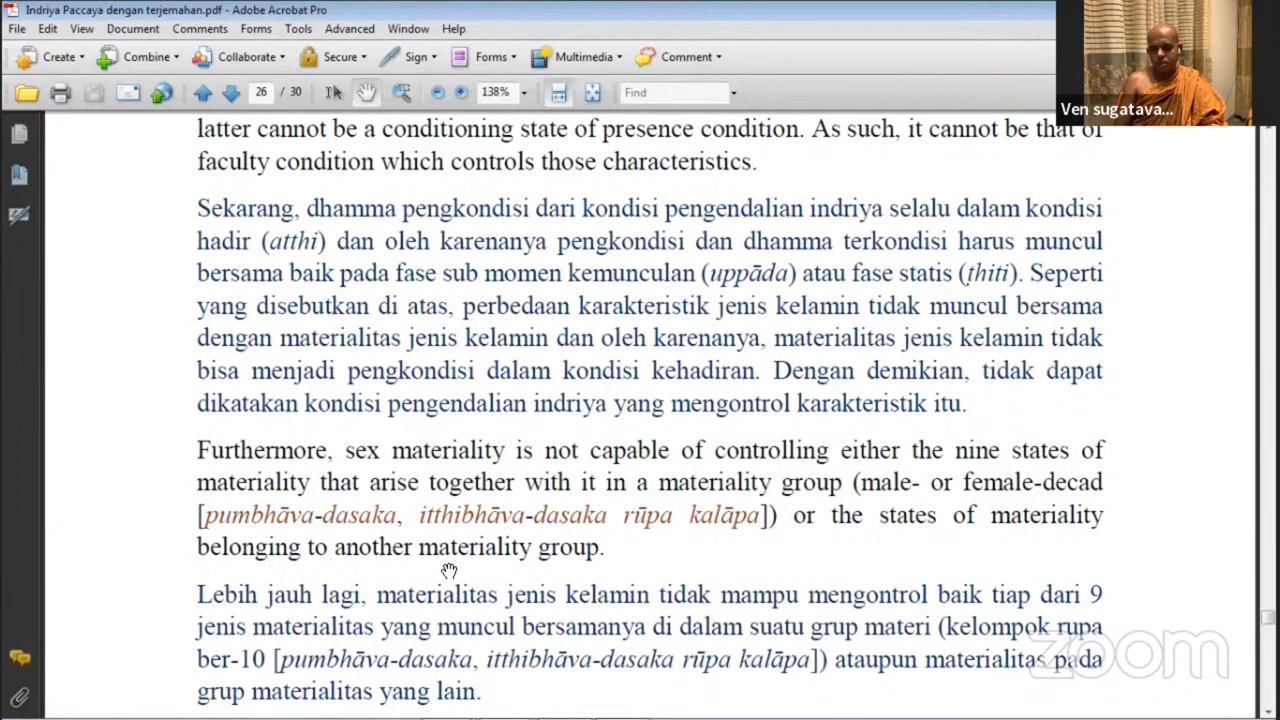 Indriya Paccaya dengan terjemahan.pdf - Adobe Acrobat Pro
File Edit View Document Comments Forms Tools Advanced Window Help
Create Combine Collaborate Secure Sign Forms Multimedia Comment
26 / 30 138% Find
Ven sugatava...
latter cannot be a conditioning state of presence condition. As such, it cannot be that of
faculty condition which controls those characteristics.
Sekarang, dhamma pengkondisi dari kondisi pengendalian indriya selalu dalam kondisi
hadir (atthi) dan oleh karenanya pengkondisi dan dhamma terkondisi harus muncul
bersama baik pada fase sub momen kemunculan (uppāda) atau fase statis (ṭhiti). Seperti
yang disebutkan di atas, perbedaan karakteristik jenis kelamin tidak muncul bersama
dengan materialitas jenis kelamin dan oleh karenanya, materialitas jenis kelamin tidak
bisa menjadi pengkondisi dalam kondisi kehadiran. Dengan demikian, tidak dapat
dikatakan kondisi pengendalian indriya yang mengontrol karakteristik itu.
Furthermore, sex materiality is not capable of controlling either the nine states of
materiality that arise together with it in a materiality group (male- or female-decad
[pumbhāva-dasaka, itthibhāva-dasaka rūpa kalāpa]) or the states of materiality
belonging to another materiality group.
Lebih jauh lagi, materialitas jenis kelamin tidak mampu mengontrol baik tiap dari 9
jenis materialitas yang muncul bersamanya di dalam suatu grup materi (kelompok rupa
ber-10 [pumbhāva-dasaka, itthibhāva-dasaka rūpa kalāpa]) ataupun materialitas pada
grup materialitas yang lain.
zoom